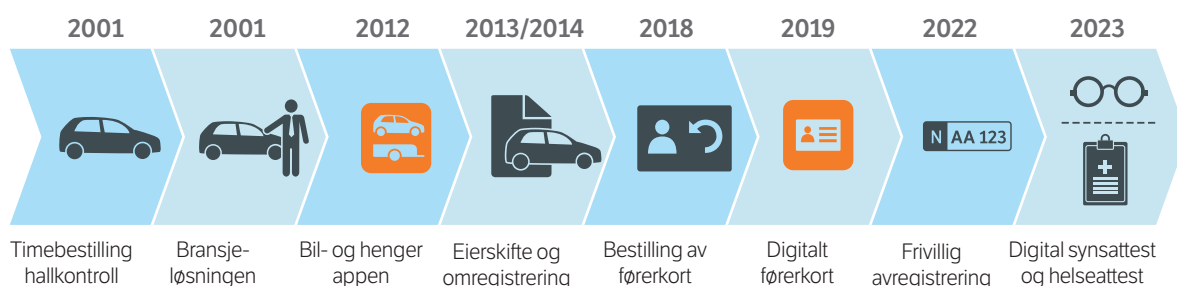 2001
2001
2012
2013/2014
2018
2019
2022
2023
N AA 123
Timebestilling
hallkontroll
Bransje-
løsningen
Bil- og henger
appen
Eierskifte og
omregistrering
Bestilling av
førerkort
Digitalt
førerkort
Frivillig
avregistrering
Digital synsattest
og helseattest